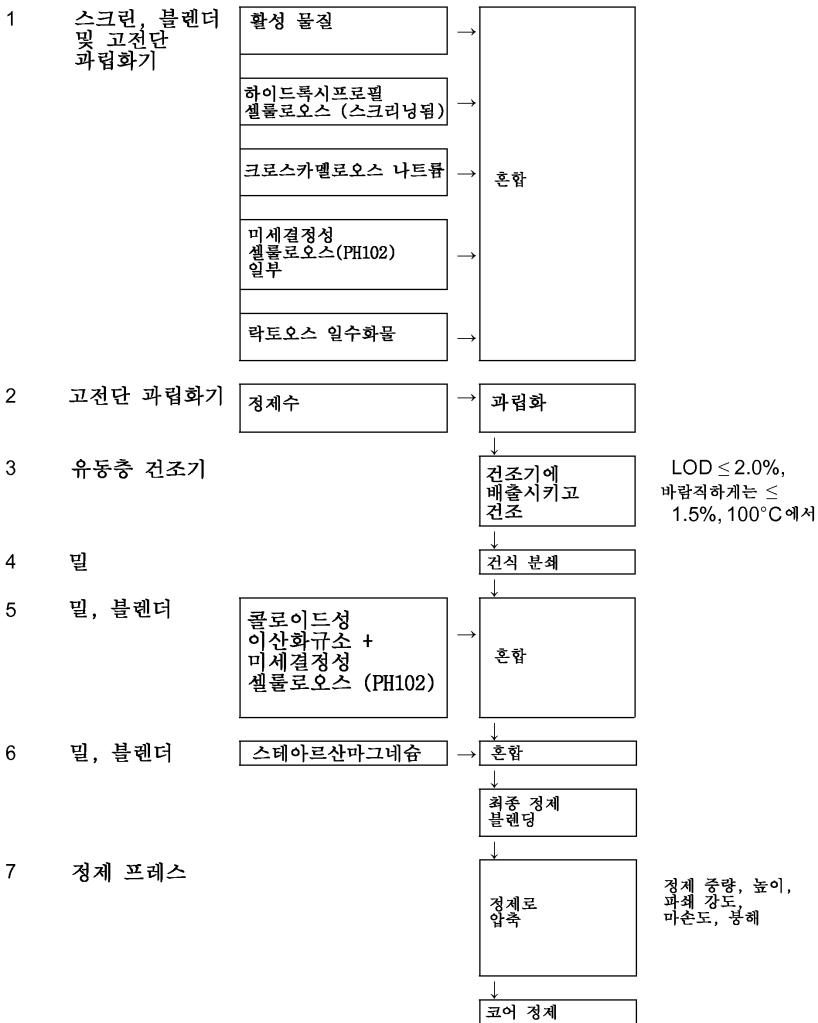 1 스크린, 블렌더
및 고전단
과립화기
활성 물질
→
하이드록시프로필
셀룰로오스 (스크리닝됨)
→
크로스카멜로오스 나트륨
→
혼합
미세결정성
셀룰로오스(PH102)
일부
→
락토오스 일수화물
→
2 고전단 과립화기
정제수
→
과립화
↓
3 유동층 건조기
건조기에
배출시키고
건조
LOD ≤ 2.0%,
바람직하게는 ≤
1.5%, 100°C에서
↓
4 밀
건식 분쇄
↓
5 밀, 블렌더
콜로이드성
이산화규소 +
미세결정성
셀룰로오스 (PH102)
→
혼합
↓
6 밀, 블렌더
스테아르산마그네슘
→
혼합
↓
최종 정제
블렌딩
↓
7 정제 프레스
정제로
압축
정제 중량, 높이,
파쇄 강도,
마손도, 붕해
↓
코어 정제